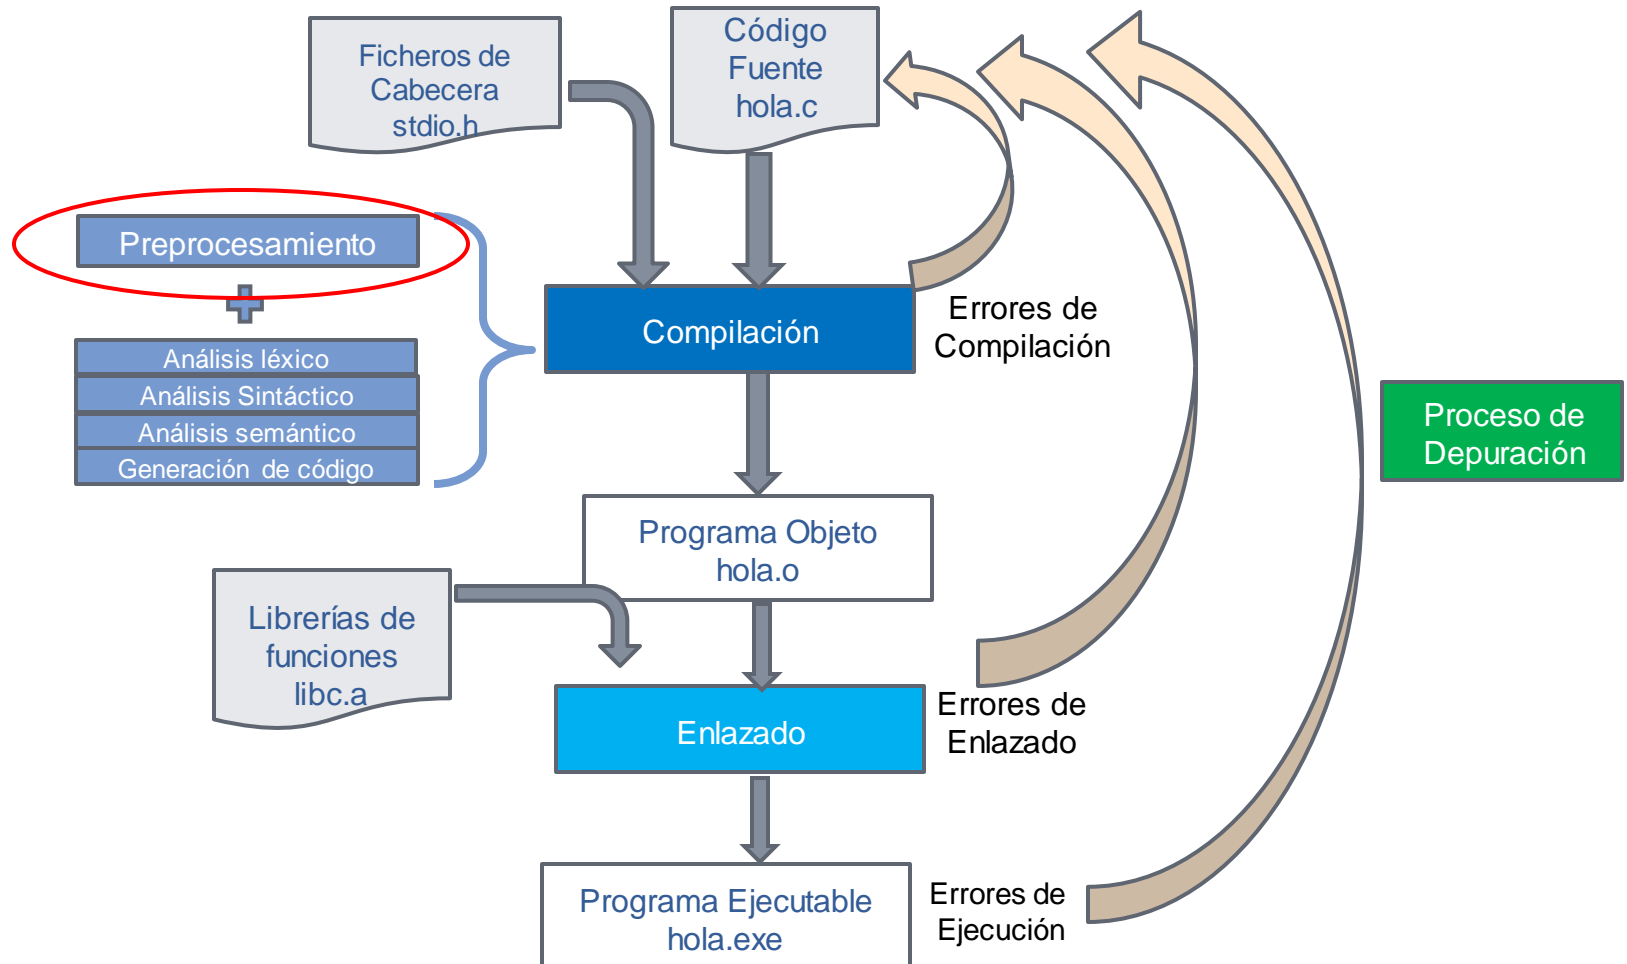 Ficheros de
Cabecera
stdio.h
Código
Fuente
hola.c
Preprocesamiento
Análisis léxico
Análisis Sintáctico
Análisis semántico
Generación de código
Compilación
Errores de
Compilación
Proceso de
Depuración
Programa Objeto
hola.o
Librerías de
funciones
libc.a
Enlazado
Errores de
Enlazado
Programa Ejecutable
hola.exe
Errores de
Ejecución